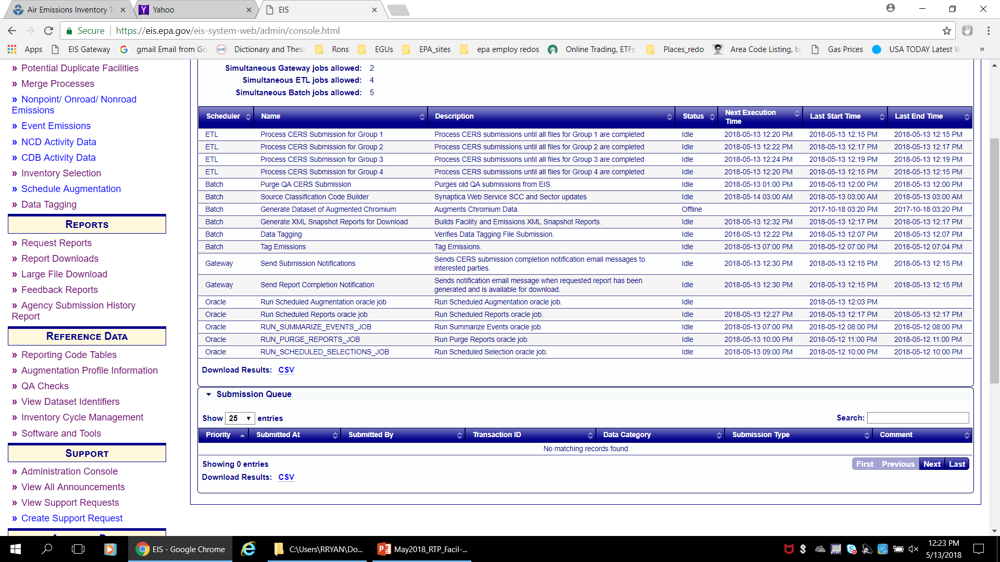 Air Emissions Inventory Tr
Yahoo
EIS
Secure https://eis.epa.gov/eis-system-web/admin/console.html
Apps EIS Gateway gmail Email from Go Dictionary and Thesa Rons EGUs EPA_sites epa employ redos Online Trading, ETFs, Places_redo Area Code Listing, by Gas Prices USA TODAY Latest W »
» Potential Duplicate Facilities
» Merge Processes
» Nonpoint/ Onroad/ Nonroad
Emissions
» Event Emissions
» NCD Activity Data
» CDB Activity Data
» Inventory Selection
» Schedule Augmentation
» Data Tagging
REPORTS
» Request Reports
» Report Downloads
» Large File Download
» Feedback Reports
» Agency Submission History
Report
REFERENCE DATA
» Reporting Code Tables
» Augmentation Profile Information
» QA Checks
» View Dataset Identifiers
» Inventory Cycle Management
» Software and Tools
SUPPORT
» Administration Console
» View All Announcements
» View Support Requests
» Create Support Request
Simultaneous Gateway jobs allowed: 2
Simultaneous ETL jobs allowed: 4
Simultaneous Batch jobs allowed: 5
Scheduler Name Description Status Next Execution Time Last Start Time Last End Time
ETL Process CERS Submission for Group 1 Process CERS submissions until all files for Group 1 are completed Idle 2018-05-13 12:20 PM 2018-05-13 12:15 PM 2018-05-13 12:15 PM
ETL Process CERS Submission for Group 2 Process CERS submissions until all files for Group 2 are completed Idle 2018-05-13 12:22 PM 2018-05-13 12:17 PM 2018-05-13 12:17 PM
ETL Process CERS Submission for Group 3 Process CERS submissions until all files for Group 3 are completed Idle 2018-05-13 12:24 PM 2018-05-13 12:19 PM 2018-05-13 12:19 PM
ETL Process CERS Submission for Group 4 Process CERS submissions until all files for Group 4 are completed Idle 2018-05-13 12:20 PM 2018-05-13 12:15 PM 2018-05-13 12:15 PM
Batch Purge QA CERS Submission Purges old QA submissions from EIS. Idle 2018-05-13 01:00 PM 2018-05-13 12:00 PM 2018-05-13 12:00 PM
Batch Source Classification Code Builder Synaptica Web Service SCC and Sector updates Idle 2018-05-14 03:00 AM 2018-05-13 03:00 AM 2018-05-13 03:00 AM
Batch Generate Dataset of Augmented Chromium Augments Chromium Data. Offline 2017-10-18 03:20 PM 2017-10-18 03:20 PM
Batch Generate XML Snapshot Reports for Download Builds Facility and Emissions XML Snapshot Reports. Idle 2018-05-13 12:32 PM 2018-05-13 12:17 PM 2018-05-13 12:17 PM
Batch Data Tagging Verifies Data Tagging File Submission. Idle 2018-05-13 12:22 PM 2018-05-13 12:07 PM 2018-05-13 12:07 PM
Batch Tag Emissions Tag Emissions. Idle 2018-05-13 07:00 PM 2018-05-12 07:00 PM 2018-05-12 07:04 PM
Gateway Send Submission Notifications Sends CERS submission completion notification email messages to interested parties. Idle 2018-05-13 12:30 PM 2018-05-13 12:15 PM 2018-05-13 12:15 PM
Gateway Send Report Completion Notification Sends notification email message when requested report has been generated and is available for download. Idle 2018-05-13 12:30 PM 2018-05-13 12:15 PM 2018-05-13 12:15 PM
Oracle Run Scheduled Augmentation oracle job Run Scheduled Augmentation oracle job. Idle 2018-05-13 12:03 PM
Oracle Run Scheduled Reports oracle job Run Scheduled Reports oracle job. Idle 2018-05-13 12:27 PM 2018-05-13 12:17 PM 2018-05-13 12:17 PM
Oracle RUN_SUMMARIZE_EVENTS_JOB Run Summarize Events oracle job. Idle 2018-05-13 07:00 PM 2018-05-12 08:00 PM 2018-05-12 08:00 PM
Oracle RUN_PURGE_REPORTS_JOB Run Purge Reports oracle job. Idle 2018-05-13 10:00 PM 2018-05-12 11:00 PM 2018-05-12 11:00 PM
Oracle RUN_SCHEDULED_SELECTIONS_JOB Run Scheduled Selection oracle job. Idle 2018-05-13 09:00 PM 2018-05-12 10:00 PM 2018-05-12 10:00 PM
Download Results: CSV
Submission Queue
Show 25 entries Search:
Priority Submitted At Submitted By Transaction ID Data Category Submission Type Comment
No matching records found
Showing 0 entries First Previous Next Last
Download Results: CSV
EIS - Google Chrome C:\Users\RRYAN\Do... May2018_RTP_Facil-... 12:23 PM
5/13/2018